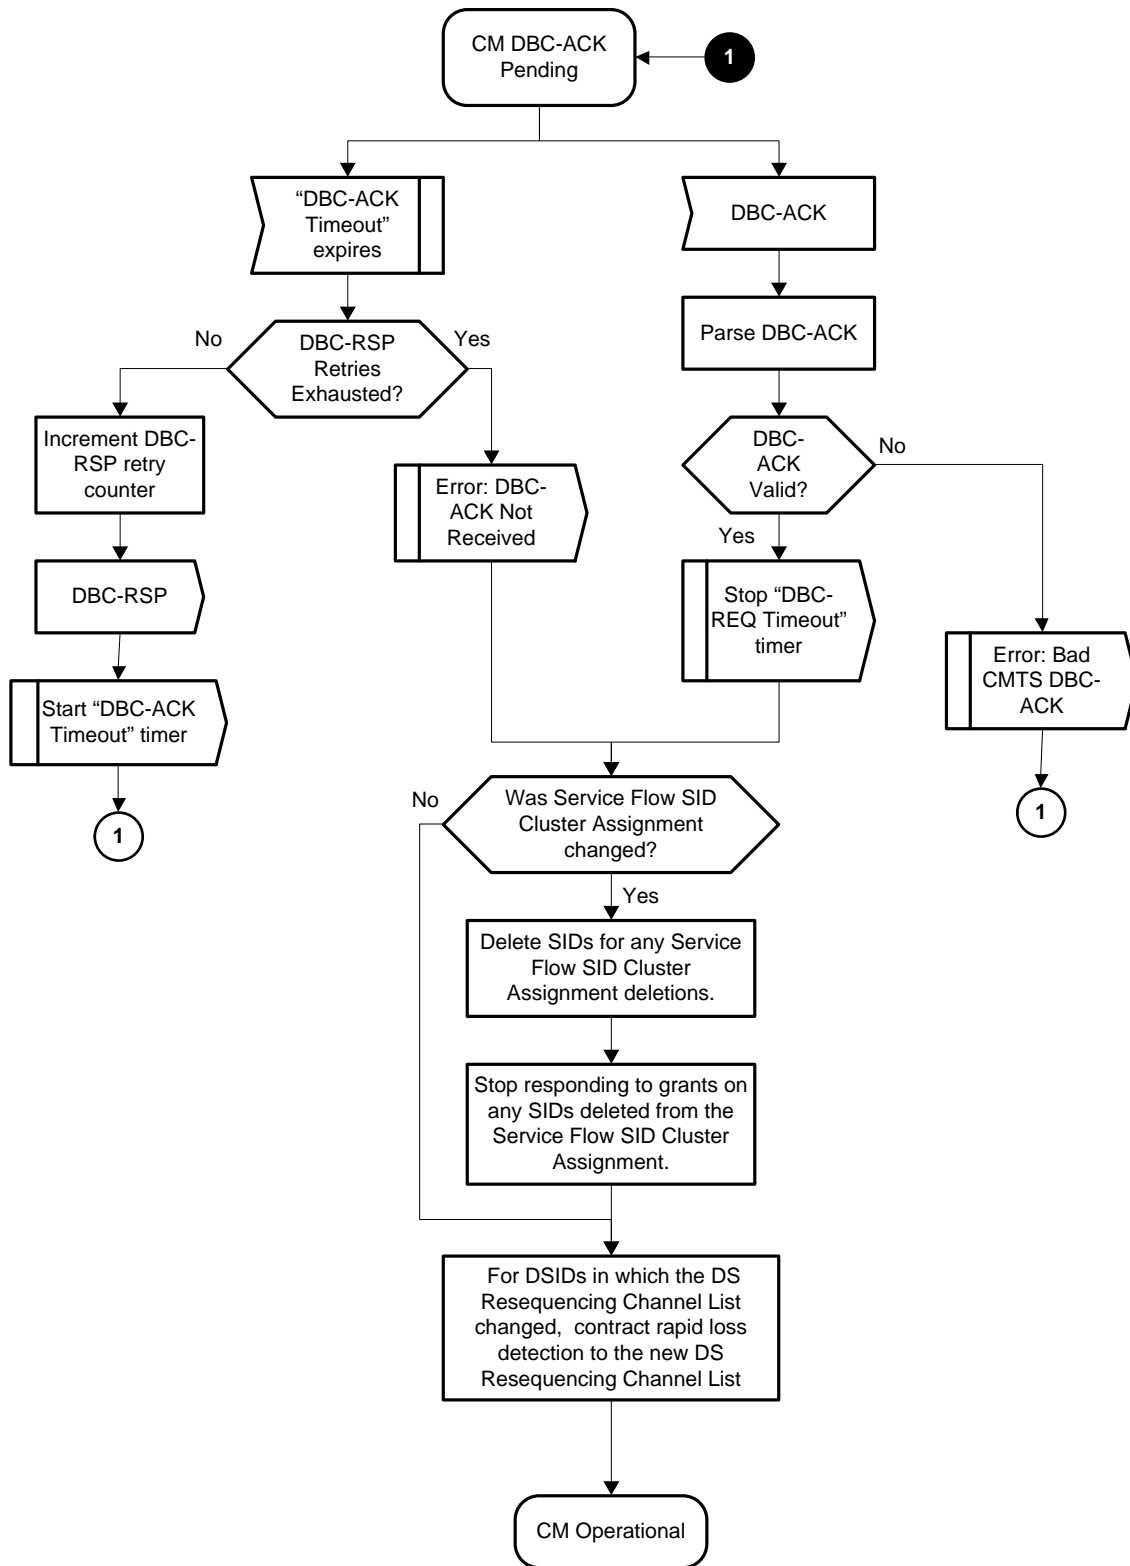 CM DBC-ACK
Pending
1
“DBC-ACK
Timeout”
expires
DBC-ACK
No
DBC-RSP
Retries
Exhausted?
Yes
Parse DBC-ACK
Increment DBC-
RSP retry
counter
Error: DBC-
ACK Not
Received
DBC-
ACK
Valid?
No
Yes
DBC-RSP
Stop “DBC-
REQ Timeout”
timer
Start “DBC-ACK
Timeout” timer
Error: Bad
CMTS DBC-
ACK
1
1
No
Was Service Flow SID
Cluster Assignment
changed?
Yes
Delete SIDs for any Service
Flow SID Cluster
Assignment deletions.
Stop responding to grants on
any SIDs deleted from the
Service Flow SID Cluster
Assignment.
For DSIDs in which the DS
Resequencing Channel List
changed,  contract rapid loss
detection to the new DS
Resequencing Channel List
CM Operational